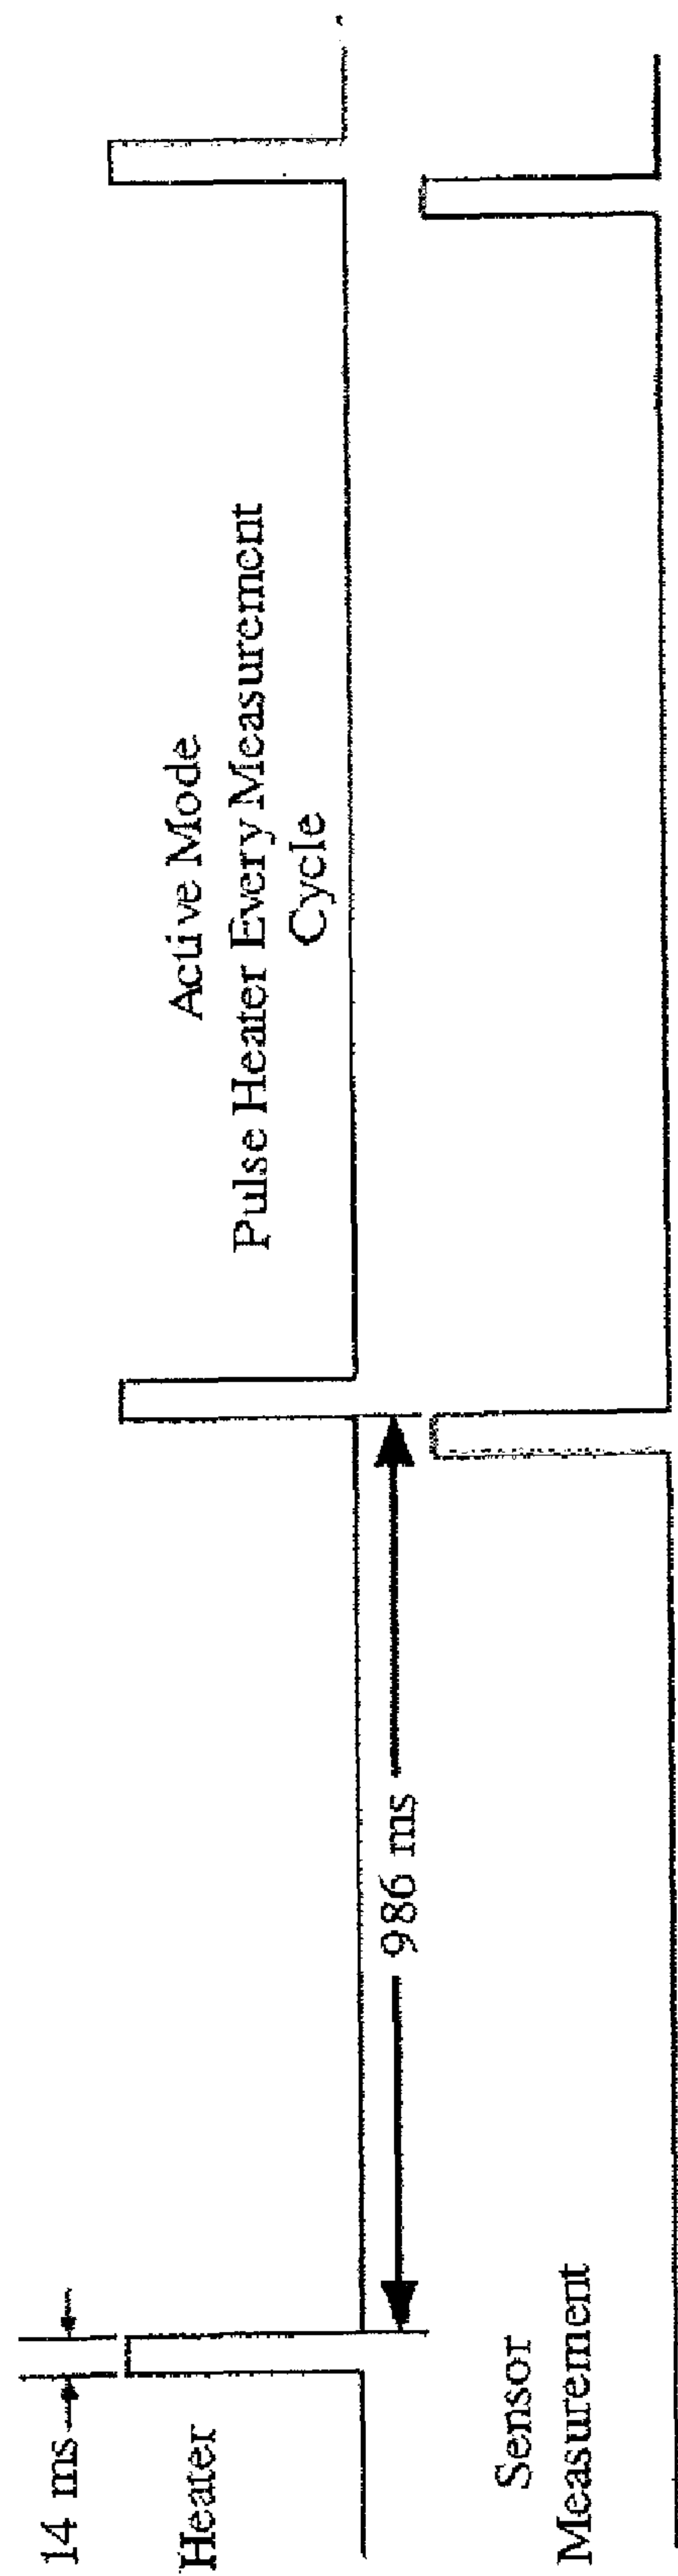 14 ms
Heater
Active Mode
Pulse Heater Every Measurement
Cycle
986 ms
Sensor
Measurement